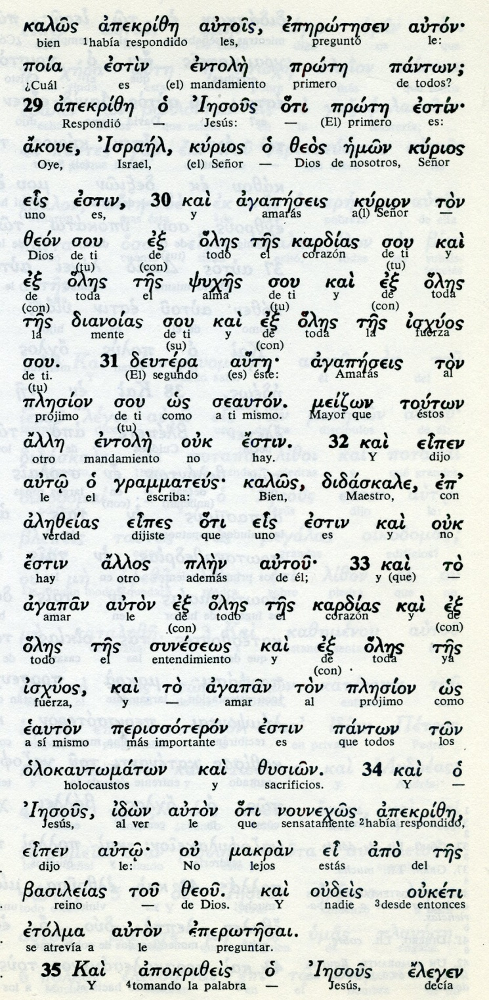 καλῶς ἀπεκρίθη αὐτοῖς, ἐπηρώτησεν αὐτόν·
bien ¹había respondido les, preguntó le:
ποία ἐστὶν ἐντολὴ πρώτη πάντων;
¿Cuál es (el) mandamiento primero de todos?
29 ἀπεκρίθη ὁ Ἰησοῦς ὅτι πρώτη ἐστίν·
Respondió — Jesús: — (El) primero es:
ἄκουε, Ἰσραήλ, κύριος ὁ θεὸς ἡμῶν κύριος
Oye, Israel, (el) Señor — Dios de nosotros, Señor
εἷς ἐστιν, 30 καὶ ἀγαπήσεις κύριον τὸν
uno es, y amarás a(l) Señor —
θεόν σου ἐξ ὅλης τῆς καρδίας σου καὶ
Dios de ti de todo el corazón de ti y
(tu) (con) (tu)
ἐξ ὅλης τῆς ψυχῆς σου καὶ ἐξ ὅλης
de toda el alma de ti y de toda
(con) (tu) (con)
τῆς διανοίας σου καὶ ἐξ ὅλης τῆς ἰσχύος
la mente de ti y de toda la fuerza
(su) (con)
σου. 31 δευτέρα αὕτη· ἀγαπήσεις τὸν
de ti. (El) segundo (es) éste: Amarás al
(tu)
πλησίον σου ὡς σεαυτόν. μείζων τούτων
prójimo de ti como a ti mismo. Mayor que éstos
(tu)
ἄλλη ἐντολὴ οὐκ ἔστιν. 32 καὶ εἶπεν
otro mandamiento no hay. Y dijo
αὐτῷ ὁ γραμματεύς· καλῶς, διδάσκαλε, ἐπ’
le el escriba: Bien, Maestro, con
ἀληθείας εἶπες ὅτι εἷς ἐστιν καὶ οὐκ
verdad dijiste que uno es y no
ἔστιν ἄλλος πλὴν αὐτοῦ· 33 καὶ τὸ
hay otro además de él; y (que)
ἀγαπᾶν αὐτὸν ἐξ ὅλης τῆς καρδίας καὶ ἐξ
amar le de todo el corazón y de
(con) (con)
ὅλης τῆς συνέσεως καὶ ἐξ ὅλης τῆς
todo el entendimiento y de toda ya
(con)
ἰσχύος, καὶ τὸ ἀγαπᾶν τὸν πλησίον ὡς
fuerza, y — amar al prójimo como
ἑαυτὸν περισσότερόν ἐστιν πάντων τῶν
a sí mismo más importante es que todos los
ὁλοκαυτωμάτων καὶ θυσιῶν. 34 καὶ ὁ
holocaustos y sacrificios. Y —
Ἰησοῦς, ἰδὼν αὐτὸν ὅτι νουνεχῶς ἀπεκρίθη,
Jesús, al ver le que sensatamente ²había respondido,
εἶπεν αὐτῷ· οὐ μακρὰν εἶ ἀπὸ τῆς
dijo le: No lejos estás del
βασιλείας τοῦ θεοῦ. καὶ οὐδεὶς οὐκέτι
reino — de Dios. Y nadie ³desde entonces
ἐτόλμα αὐτὸν ἐπερωτῆσαι.
se atrevía a le preguntar.
35 Καὶ ἀποκριθεὶς ὁ Ἰησοῦς ἔλεγεν
Y ⁴tomando la palabra — Jesús, decía